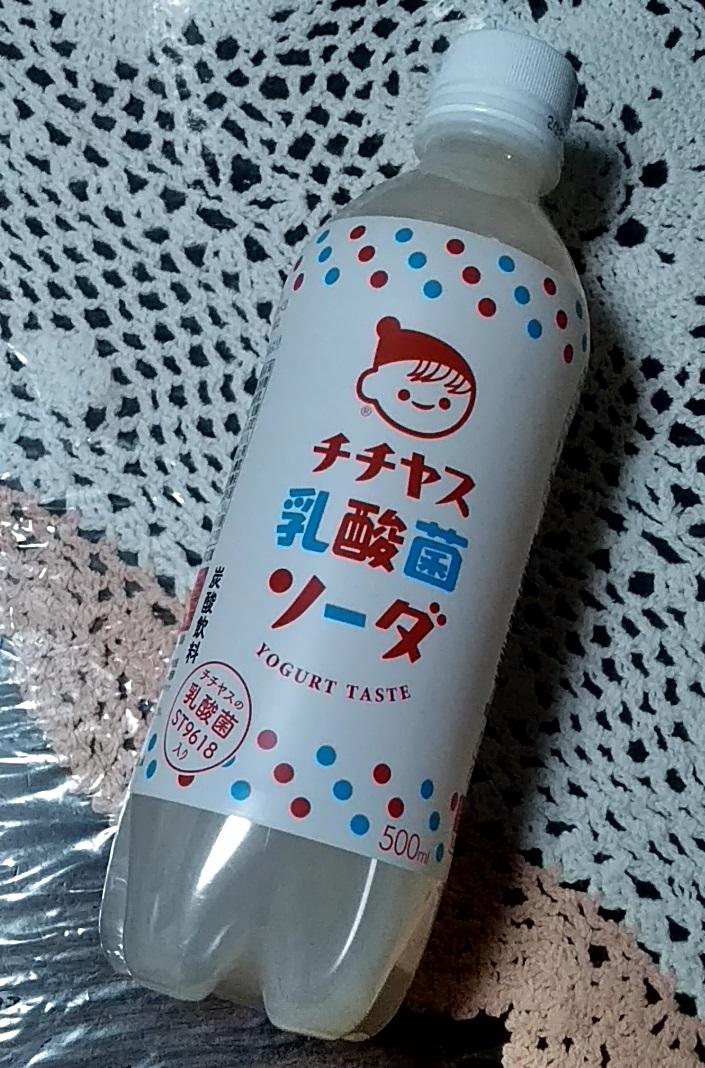 ®
チチヤス
乳酸菌
ソーダ
YOGURT TASTE
炭酸飲料
チチヤスの
乳酸菌
ST9618
入り
500ml